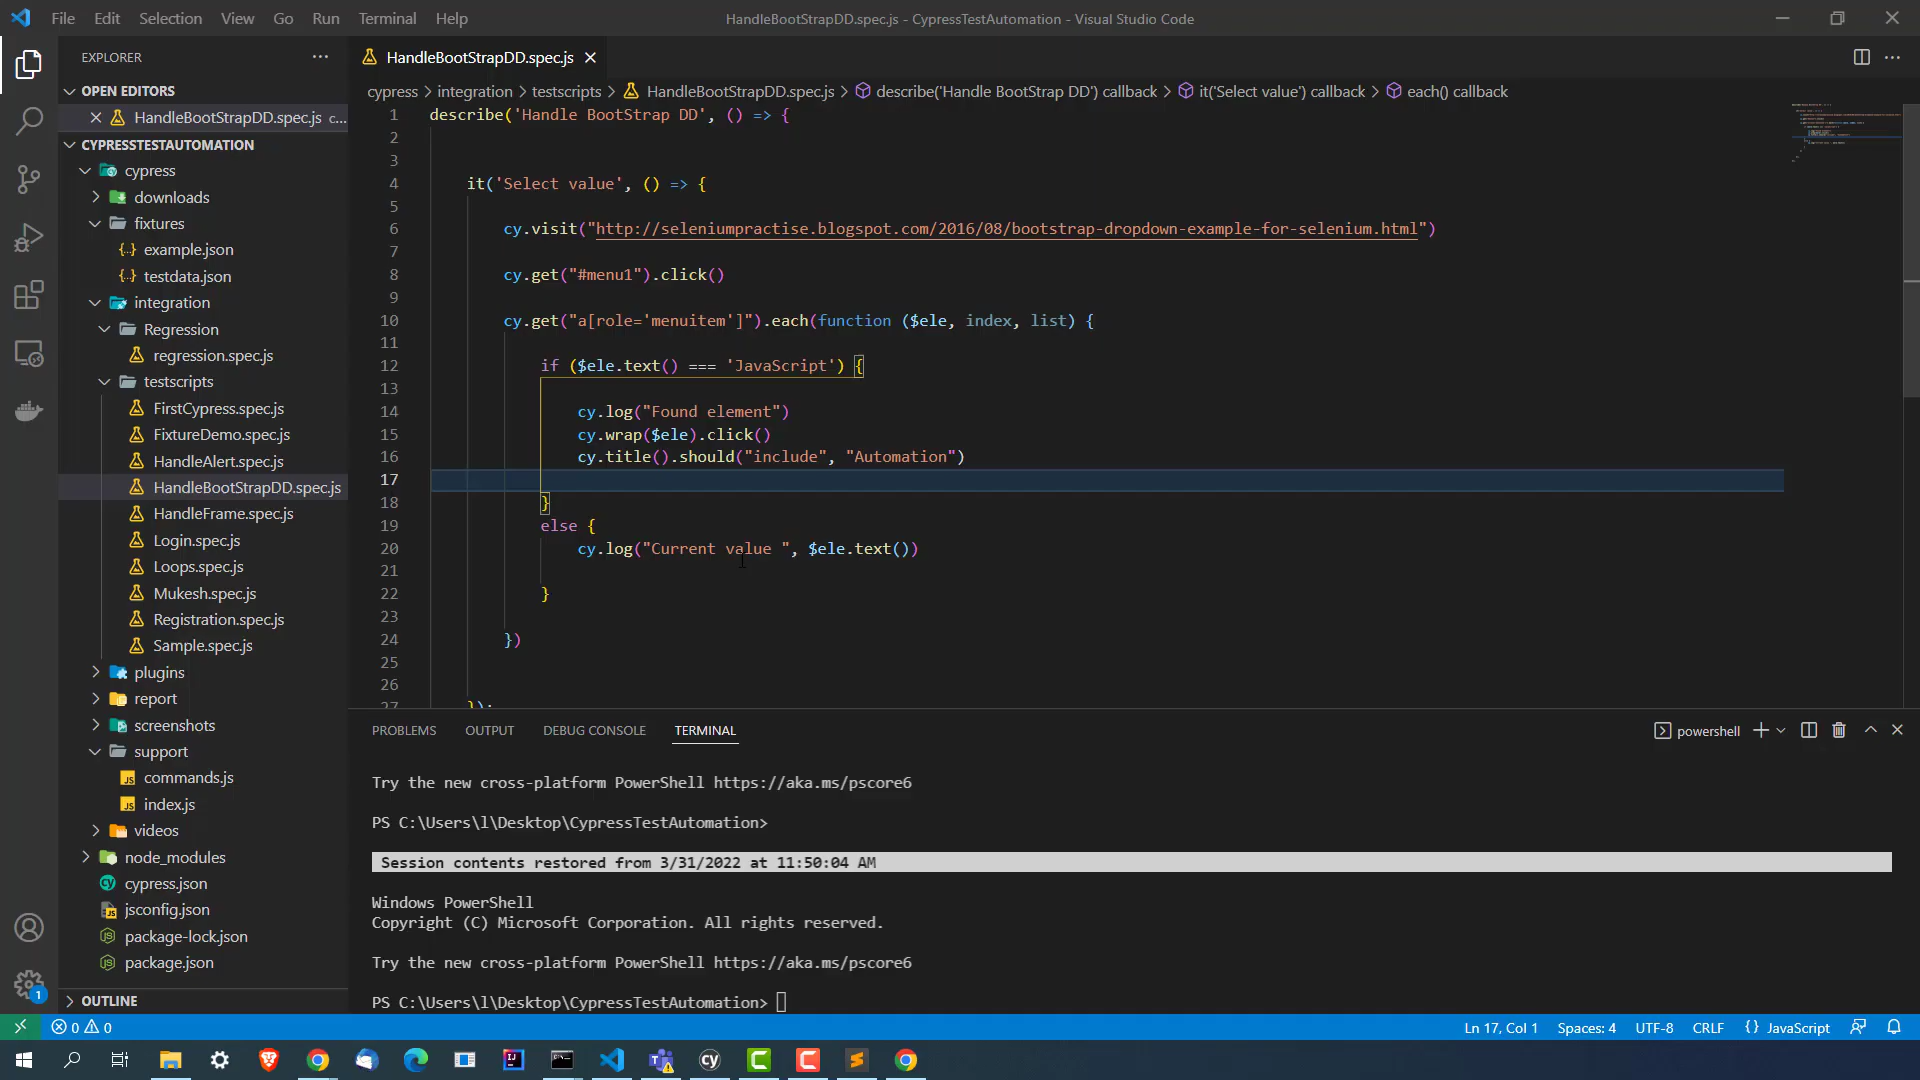 File Edit Selection View Go Run Terminal Help
HandleBootStrapDD.spec.js - CypressTestAutomation - Visual Studio Code
EXPLORER
OPEN EDITORS
HandleBootStrapDD.spec.js c...
CYPRESSTESTAUTOMATION
cypress
downloads
fixtures
example.json
testdata.json
integration
Regression
regression.spec.js
testscripts
FirstCypress.spec.js
FixtureDemo.spec.js
HandleAlert.spec.js
HandleBootStrapDD.spec.js
HandleFrame.spec.js
Login.spec.js
Loops.spec.js
Mukesh.spec.js
Registration.spec.js
Sample.spec.js
plugins
report
screenshots
support
commands.js
index.js
videos
node_modules
cypress.json
jsconfig.json
package-lock.json
package.json
OUTLINE
HandleBootStrapDD.spec.js
cypress > integration > testscripts > HandleBootStrapDD.spec.js > describe('Handle BootStrap DD') callback > it('Select value') callback > each() callback
1 describe('Handle BootStrap DD', () => {
2
3
4 it('Select value', () => {
5
6 cy.visit("http://seleniumpractise.blogspot.com/2016/08/bootstrap-dropdown-example-for-selenium.html")
7
8 cy.get("#menu1").click()
9
10 cy.get("a[role='menuitem']").each(function ($ele, index, list) {
11
12 if ($ele.text() === 'JavaScript') {
13
14 cy.log("Found element")
15 cy.wrap($ele).click()
16 cy.title().should("include", "Automation")
17
18 }
19 else {
20 cy.log("Current value ", $ele.text())
21
22 }
23
24 })
25
26
27 });
PROBLEMS OUTPUT DEBUG CONSOLE TERMINAL
powershell
Try the new cross-platform PowerShell https://aka.ms/pscore6
PS C:\Users\l\Desktop\CypressTestAutomation>
Session contents restored from 3/31/2022 at 11:50:04 AM
Windows PowerShell
Copyright (C) Microsoft Corporation. All rights reserved.
Try the new cross-platform PowerShell https://aka.ms/pscore6
PS C:\Users\l\Desktop\CypressTestAutomation>
1
0 0
Ln 17, Col 1 Spaces: 4 UTF-8 CRLF {} JavaScript